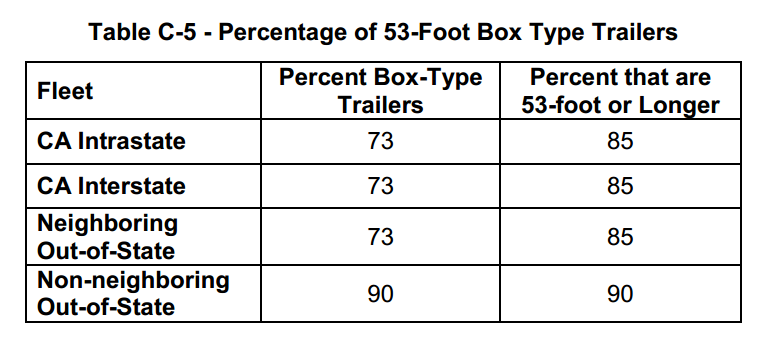 Table C-5 - Percentage of 53-Foot Box Type Trailers
Fleet Percent Box-Type Trailers Percent that are 53-foot or Longer
CA Intrastate 73 85
CA Interstate 73 85
Neighboring Out-of-State 73 85
Non-neighboring Out-of-State 90 90